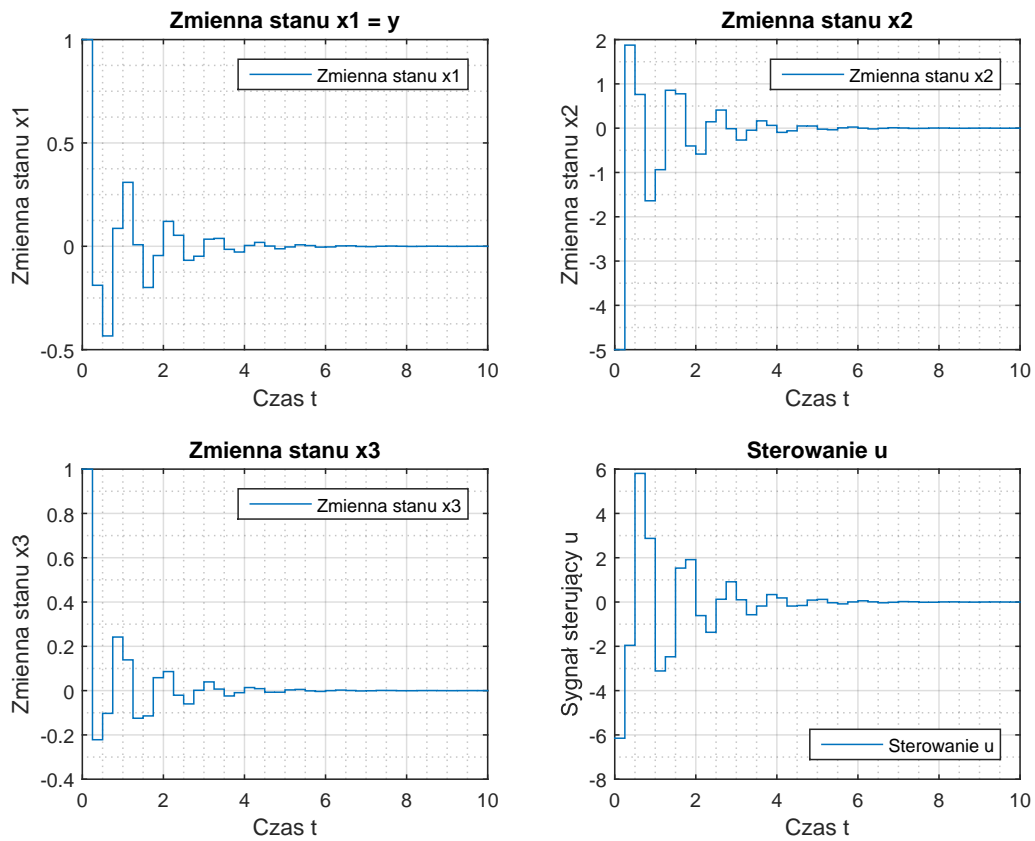 Zmienna stanu x1 = y
Zmienna stanu x1
1
0.5
0
-0.5
Zmienna stanu x1
0 2 4 6 8 10
Czas t
Zmienna stanu x2
Zmienna stanu x2
2
1
0
-1
-2
-3
-4
-5
Zmienna stanu x2
0 2 4 6 8 10
Czas t
Zmienna stanu x3
Zmienna stanu x3
1
0.8
0.6
0.4
0.2
0
-0.2
-0.4
Zmienna stanu x3
0 2 4 6 8 10
Czas t
Sterowanie u
Sygnał sterujący u
6
4
2
0
-2
-4
-6
-8
Sterowanie u
0 2 4 6 8 10
Czas t